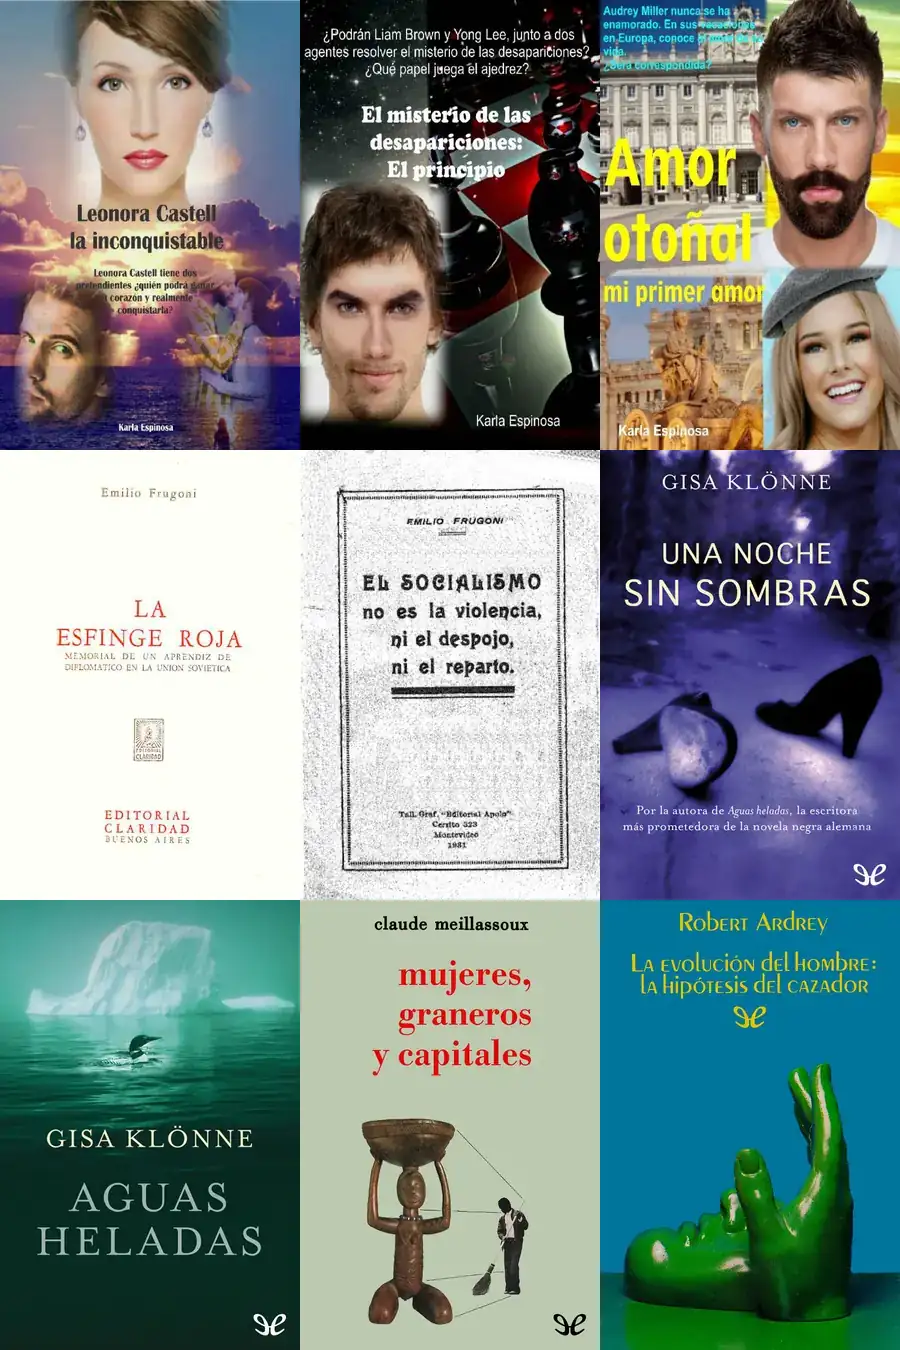 Leonora Castell
la inconquistable
Leonora Castell tiene dos
pretendientes ¿quién podrá ganar
corazón y realmente
conquistarla?
Karla Espinosa
¿Podrán Liam Brown y Yong Lee, junto a dos
agentes resolver el misterio de las desapariciones?
¿Qué papel juega el ajedrez?
El misterio de las
desapariciones:
El principio
Karla Espinosa
Audrey Miller nunca se ha
enamorado. En sus vacaciones
en Europa, conoce
vida.
¿Será correspondida?
Amor
otoñal
mi primer amor
Karla Espinosa
Emilio Frugoni
LA
ESFINGE ROJA
MEMORIAL DE UN APRENDIZ DE
DIPLOMATICO EN LA UNION SOVIETICA
EDITORIAL
CLARIDAD
EDITORIAL
CLARIDAD
BUENOS AIRES
EMILIO FRUGONI
EL SOCIALISMO
no es la violencia,
ni el despojo,
ni el reparto.
Tall. Graf. "Editorial Apolo"
Cerrito 323
Montevideo
1931
GISA KLÖNNE
UNA NOCHE
SIN SOMBRAS
Por la autora de Aguas heladas, la escritora
más prometedora de la novela negra alemana
GISA KLÖNNE
AGUAS
HELADAS
claude meillassoux
mujeres,
graneros
y capitales
Robert Ardrey
La evolución del hombre:
la hipótesis del cazador